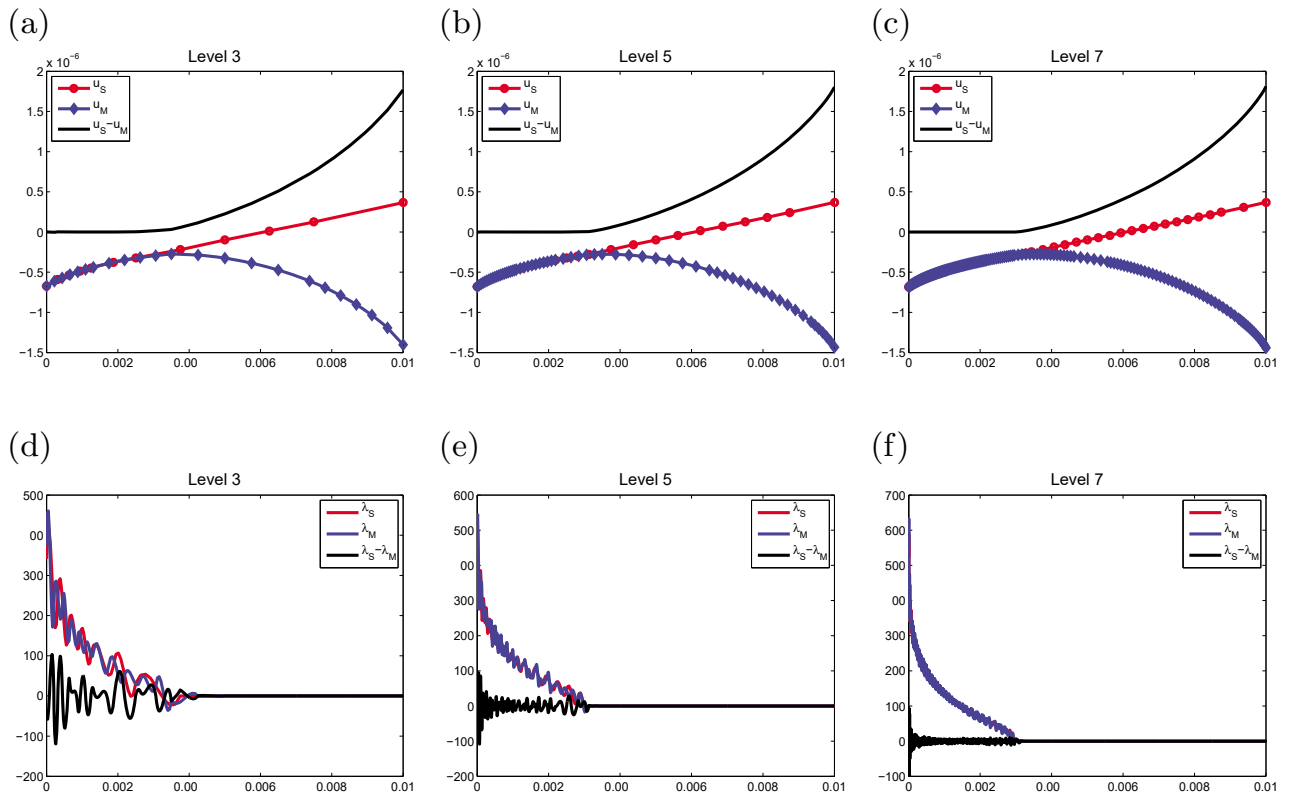 (a)
(b)
(c)
x 10⁻⁶
Level 3
x 10⁻⁶
Level 5
x 10⁻⁶
Level 7
2
1.5
1
0.5
0
−0.5
−1
−1.5
u_S
u_M
u_S−u_M
0
0.002
0.00
0.006
0.008
0.01
2
1.5
1
0.5
0
−0.5
−1
−1.5
u_S
u_M
u_S−u_M
0
0.002
0.00
0.006
0.008
0.01
2
1.5
1
0.5
0
−0.5
−1
−1.5
u_S
u_M
u_S−u_M
0
0.002
0.00
0.006
0.008
0.01
(d)
(e)
(f)
Level 3
Level 5
Level 7
500
00
300
200
100
0
−100
−200
λ_S
λ_M
λ_S−λ_M
0
0.002
0.00
0.006
0.008
0.01
600
500
00
300
200
100
0
−100
−200
λ_S
λ_M
λ_S−λ_M
0
0.002
0.00
0.006
0.008
0.01
700
600
500
00
300
200
100
0
−100
λ_S
λ_M
λ_S−λ_M
0
0.002
0.00
0.006
0.008
0.01